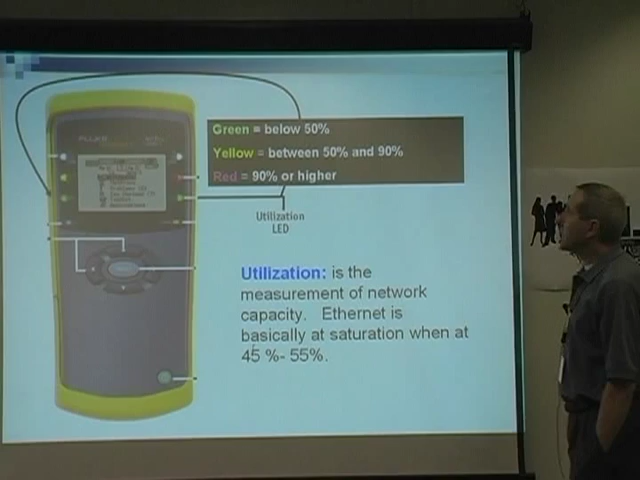 FLUKE
Green = below 50%
Yellow = between 50% and 90%
Red = 90% or higher
Utilization
LED
Utilization: is the
measurement of network
capacity. Ethernet is
basically at saturation when at
45 %- 55%.